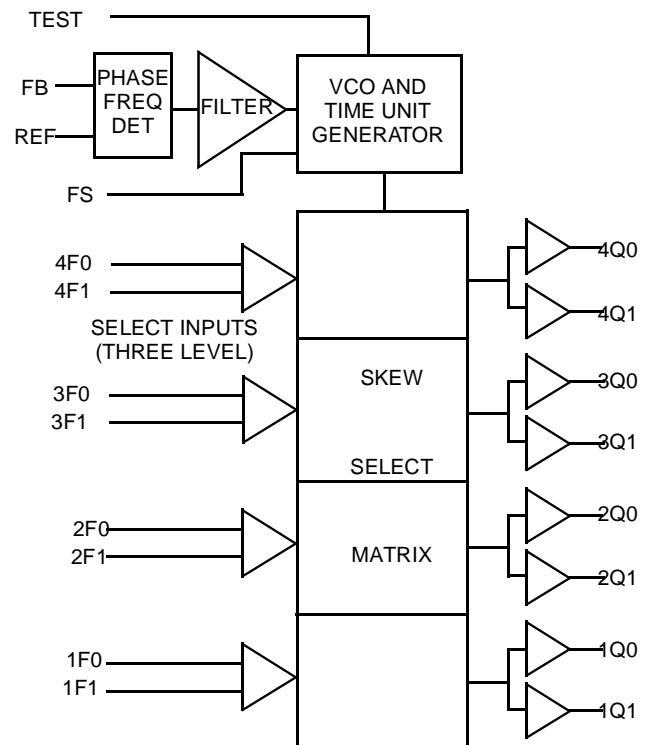 TEST
FB
REF
PHASE
FREQ
DET
FILTER
VCO AND
TIME UNIT
GENERATOR
FS
4F0
4F1
4Q0
4Q1
SELECT INPUTS
(THREE LEVEL)
3F0
3F1
SKEW
SELECT
3Q0
3Q1
2F0
2F1
MATRIX
2Q0
2Q1
1F0
1F1
1Q0
1Q1